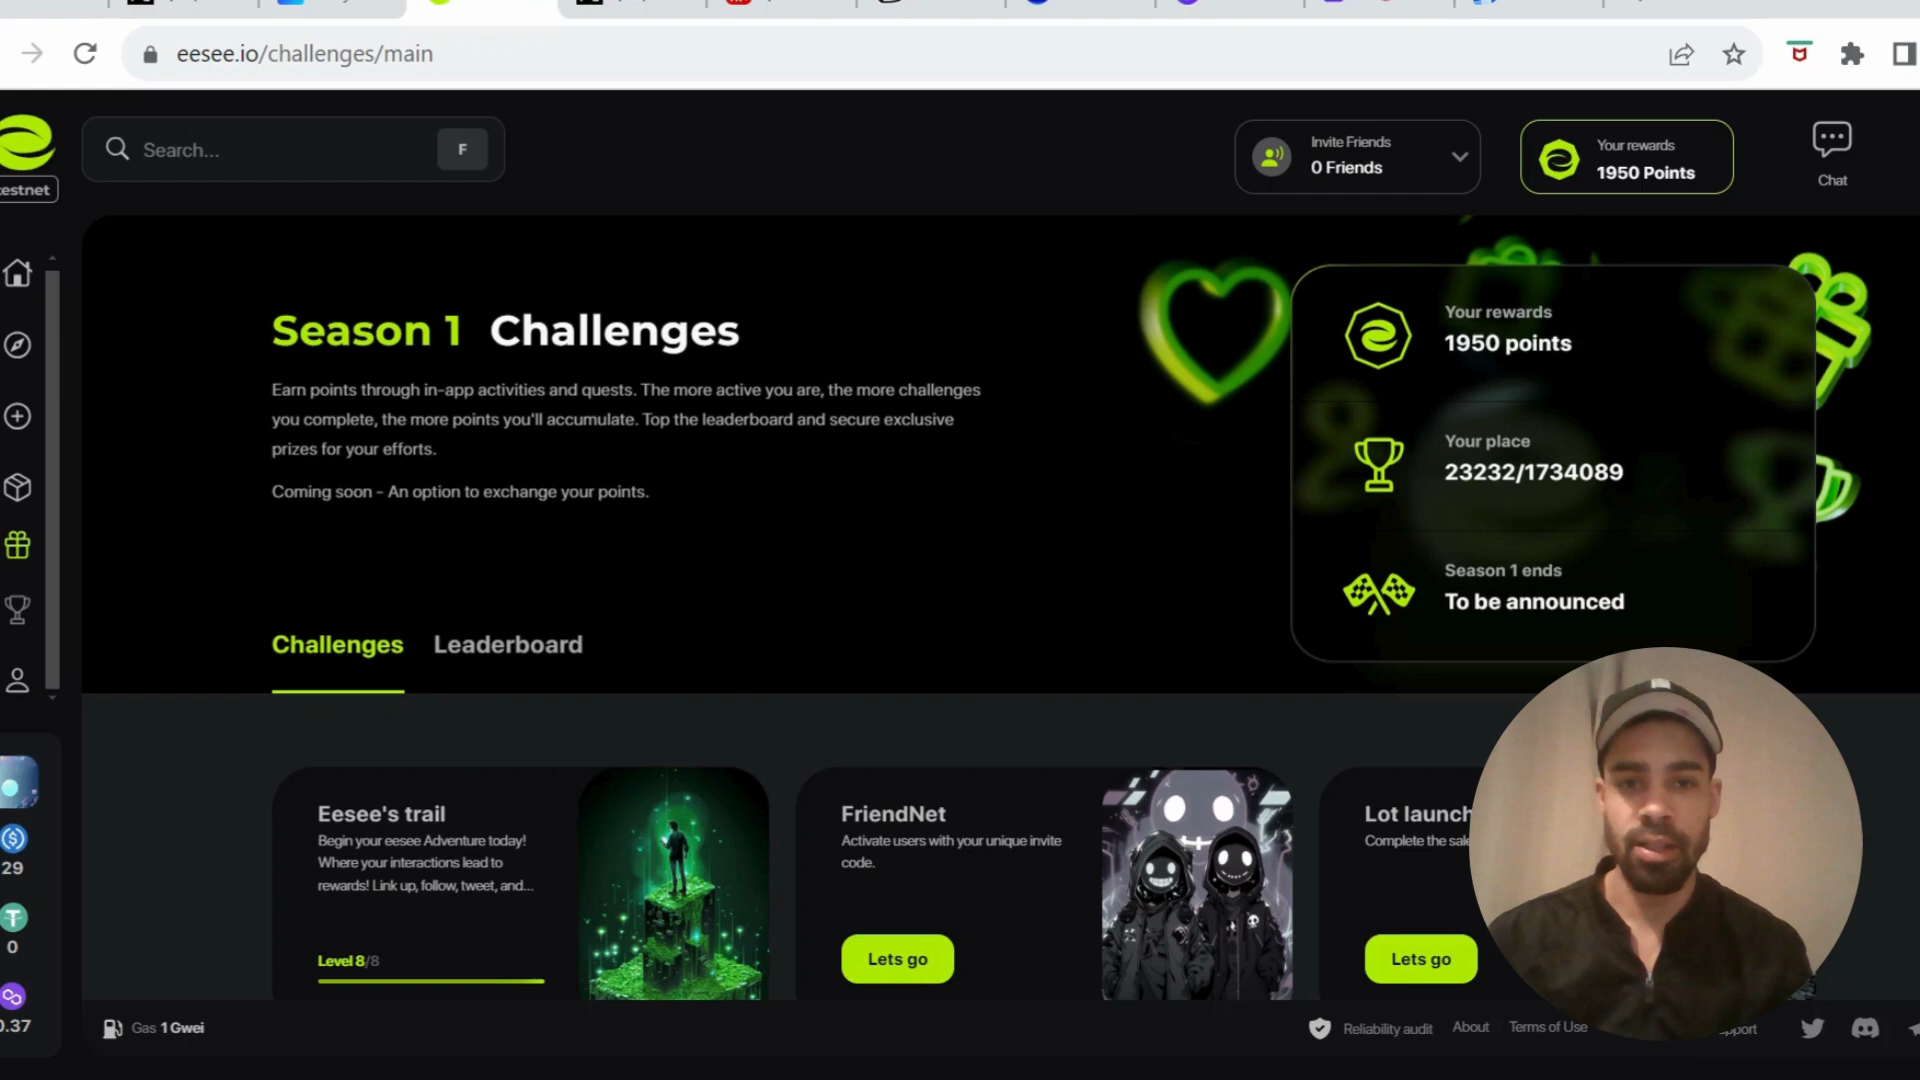 eesee.io/challenges/main
testnet
Search...
F
Invite Friends
0 Friends
Your rewards
1950 Points
Chat
Season 1 Challenges
Earn points through in-app activities and quests. The more active you are, the more challenges
you complete, the more points you'll accumulate. Top the leaderboard and secure exclusive
prizes for your efforts.
Coming soon - An option to exchange your points.
Your rewards
1950 points
Your place
23232/1734089
Season 1 ends
To be announced
Challenges
Leaderboard
Eesee's trail
Begin your eesee Adventure today!
Where your interactions lead to
rewards! Link up, follow, tweet, and...
Level 8/8
FriendNet
Activate users with your unique invite
code.
Lets go
Lot launch
Complete the sale
Lets go
29
0
0.37
Gas 1 Gwei
Reliability audit
About
Terms of Use